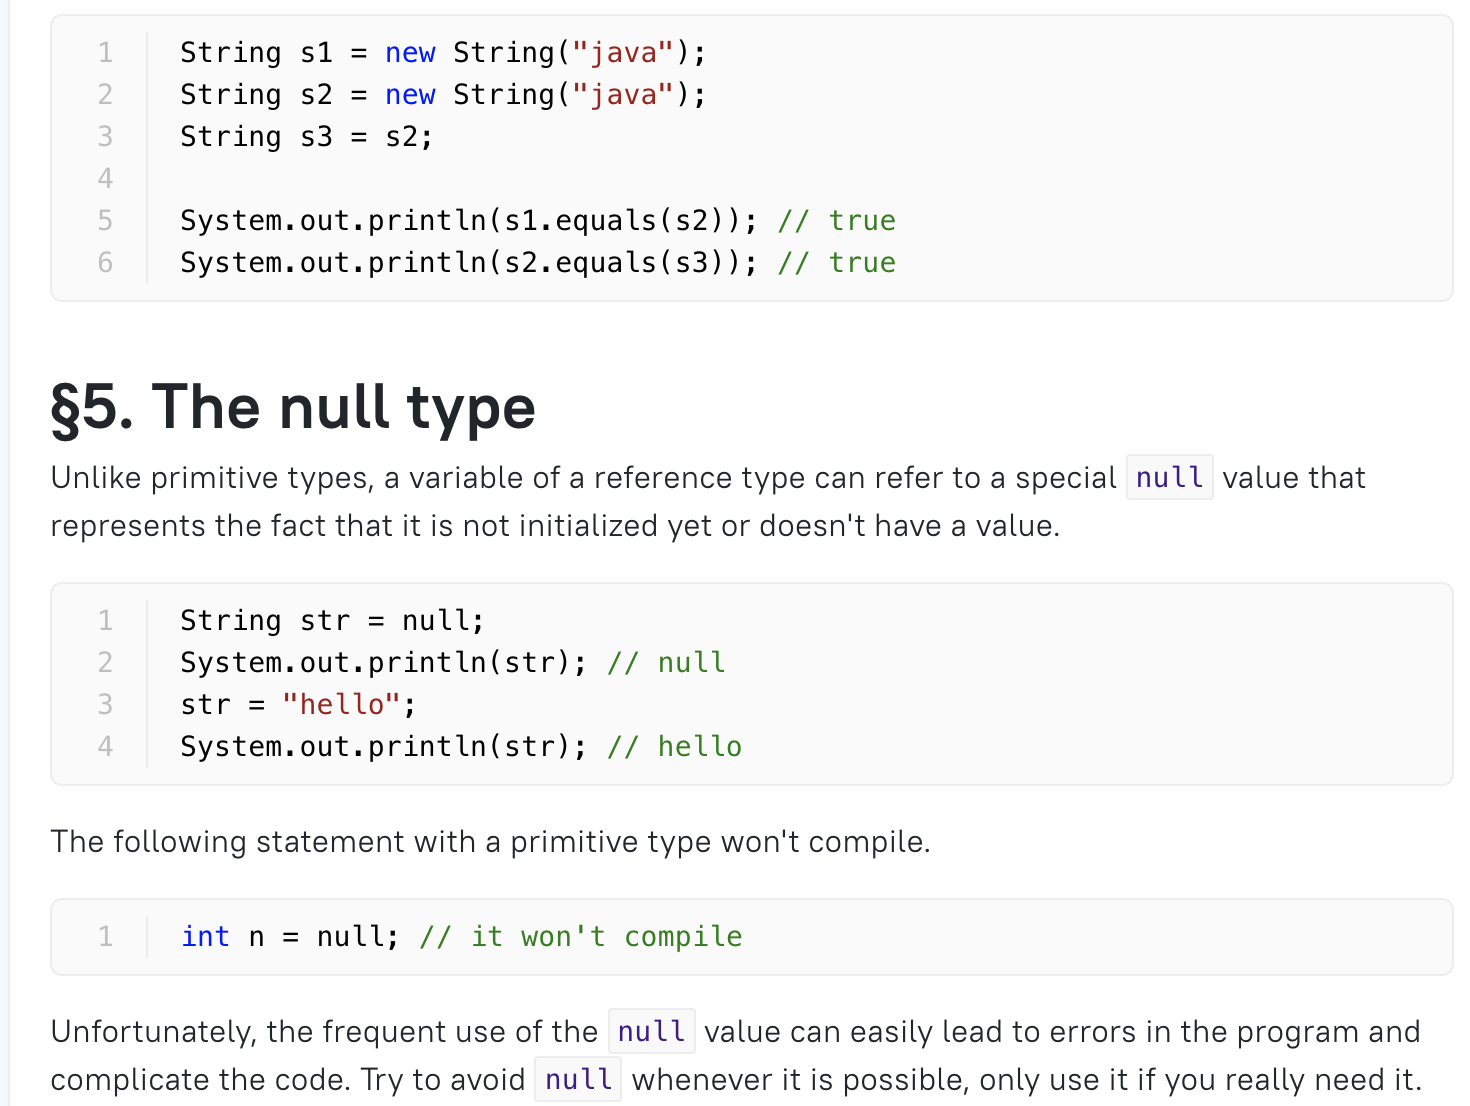 1 String s1 = new String("java");
2 String s2 = new String("java");
3 String s3 = s2;
4
5 System.out.println(s1.equals(s2)); // true
6 System.out.println(s2.equals(s3)); // true
§5. The null type
Unlike primitive types, a variable of a reference type can refer to a special null value that
represents the fact that it is not initialized yet or doesn't have a value.
1 String str = null;
2 System.out.println(str); // null
3 str = "hello";
4 System.out.println(str); // hello
The following statement with a primitive type won't compile.
1 int n = null; // it won't compile
Unfortunately, the frequent use of the null value can easily lead to errors in the program and
complicate the code. Try to avoid null whenever it is possible, only use it if you really need it.